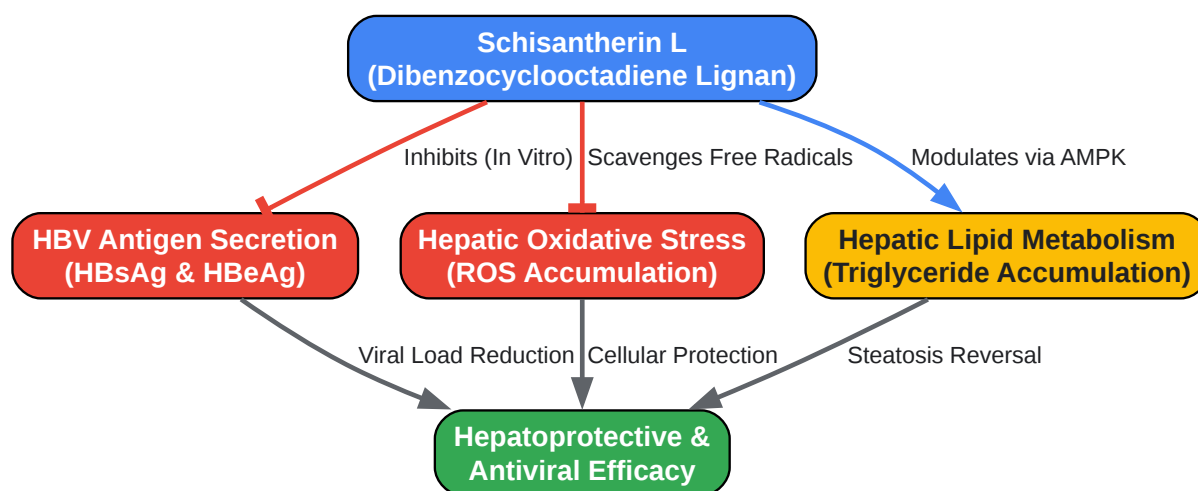 Schisantherin L
(Dibenzocyclooctadiene Lignan)
Inhibits (In Vitro)
Scavenges Free Radicals
Modulates via AMPK
HBV Antigen Secretion
(HBsAg & HBeAg)
Hepatic Oxidative Stress
(ROS Accumulation)
Hepatic Lipid Metabolism
(Triglyceride Accumulation)
Viral Load Reduction
Cellular Protection
Steatosis Reversal
Hepatoprotective &
Antiviral Efficacy